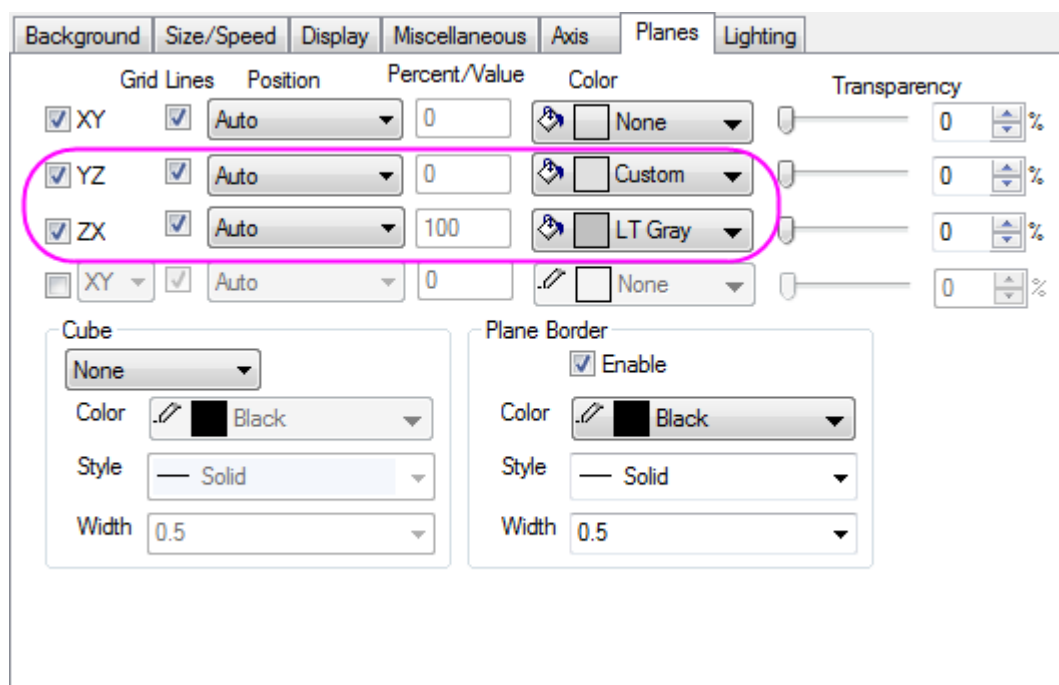 Background Size/Speed Display Miscellaneous Axis Planes Lighting
Grid Lines Position Percent/Value Color Transparency
XY Auto 0 None 0 %
YZ Auto 0 Custom 0 %
ZX Auto 100 LT Gray 0 %
XY Auto 0 None 0 %
Cube Plane Border
None Enable
Color Black Color Black
Style Solid Style Solid
Width 0.5 Width 0.5